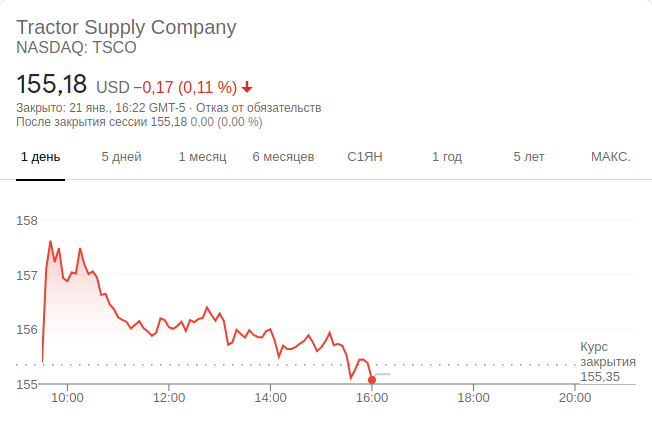 Tractor Supply Company
NASDAQ: TSCO
155,18 USD −0,17 (0,11 %)
Закрыто: 21 янв., 16:22 GMT-5 · Отказ от обязательств
После закрытия сессии 155,18 0,00 (0,00 %)
1 день 5 дней 1 месяц 6 месяцев С1ЯН 1 год 5 лет МАКС.
158
157
156
Курс
закрытия
155,35
155
10:00 12:00 14:00 16:00 18:00 20:00